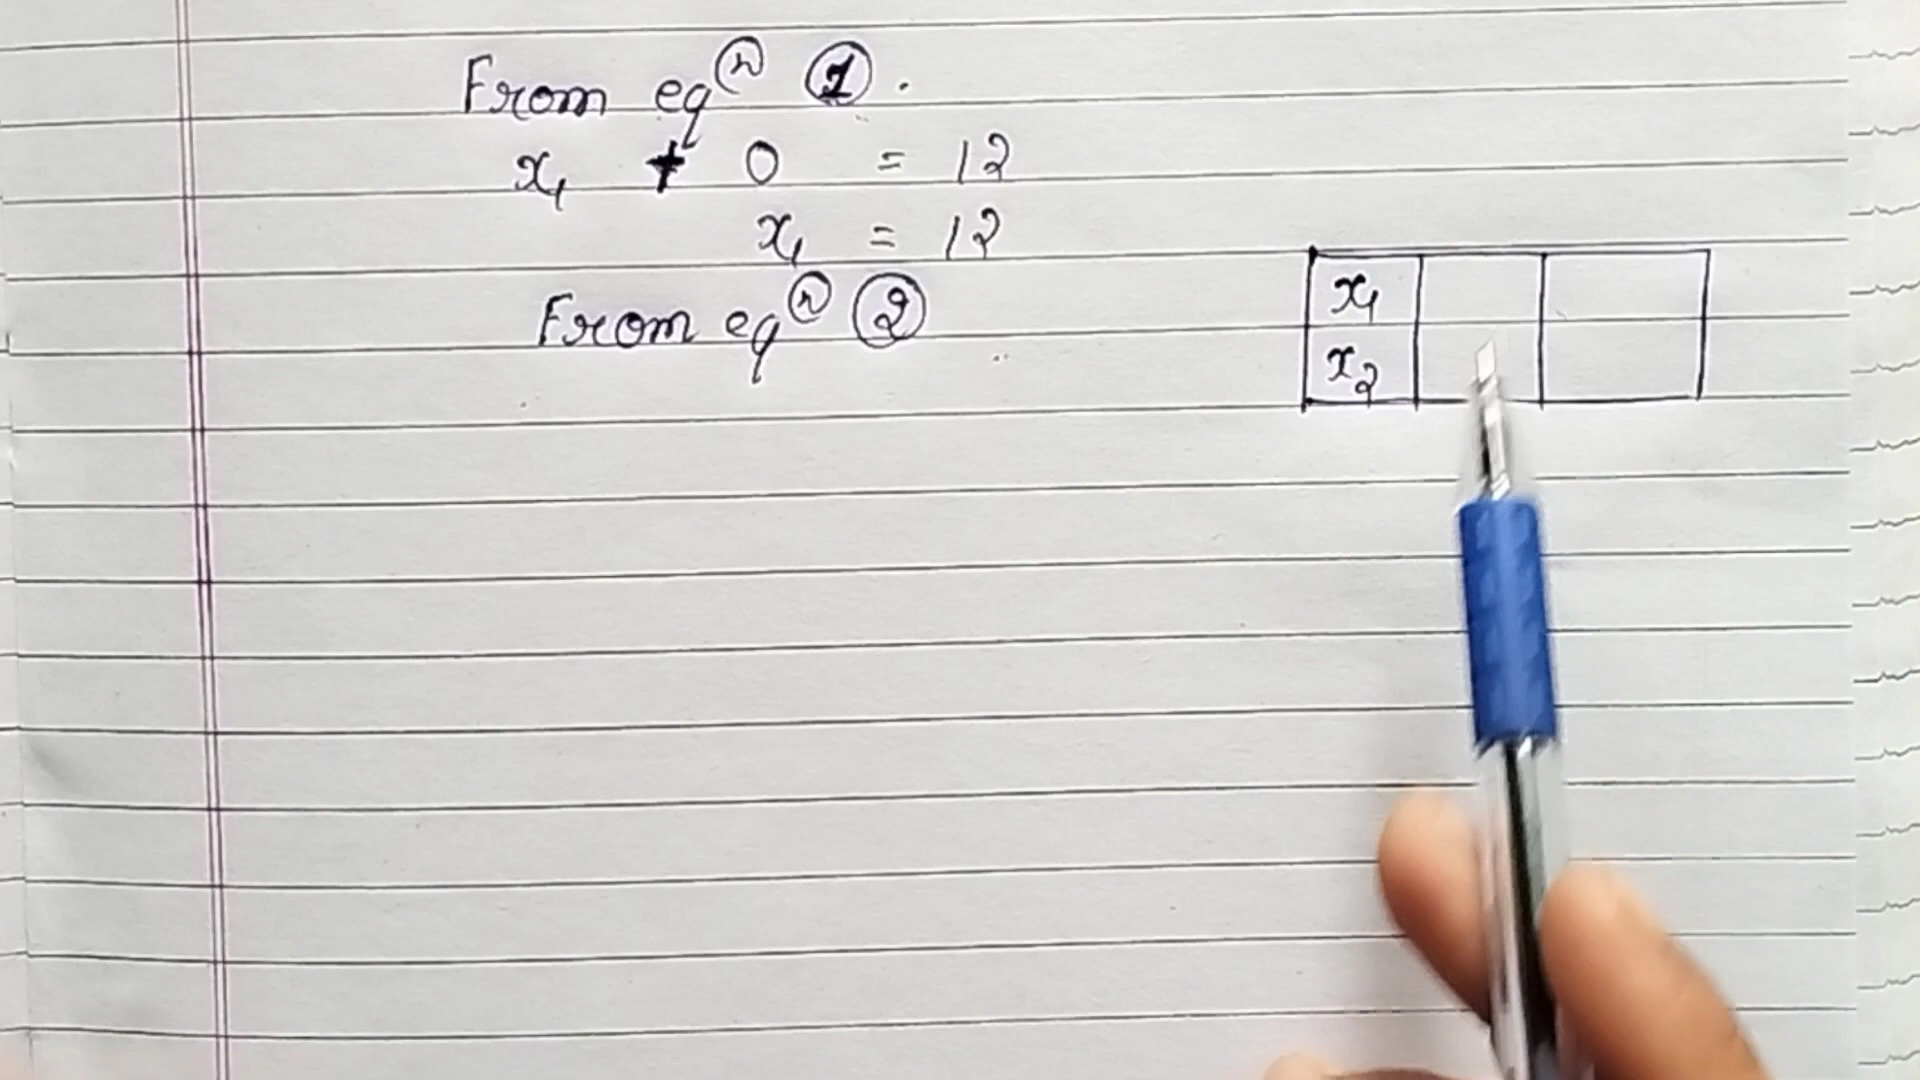 From eqⓝ ①.
x₁ + 0 = 12
x₁ = 12
From eqⓝ ②
x₁
x₂